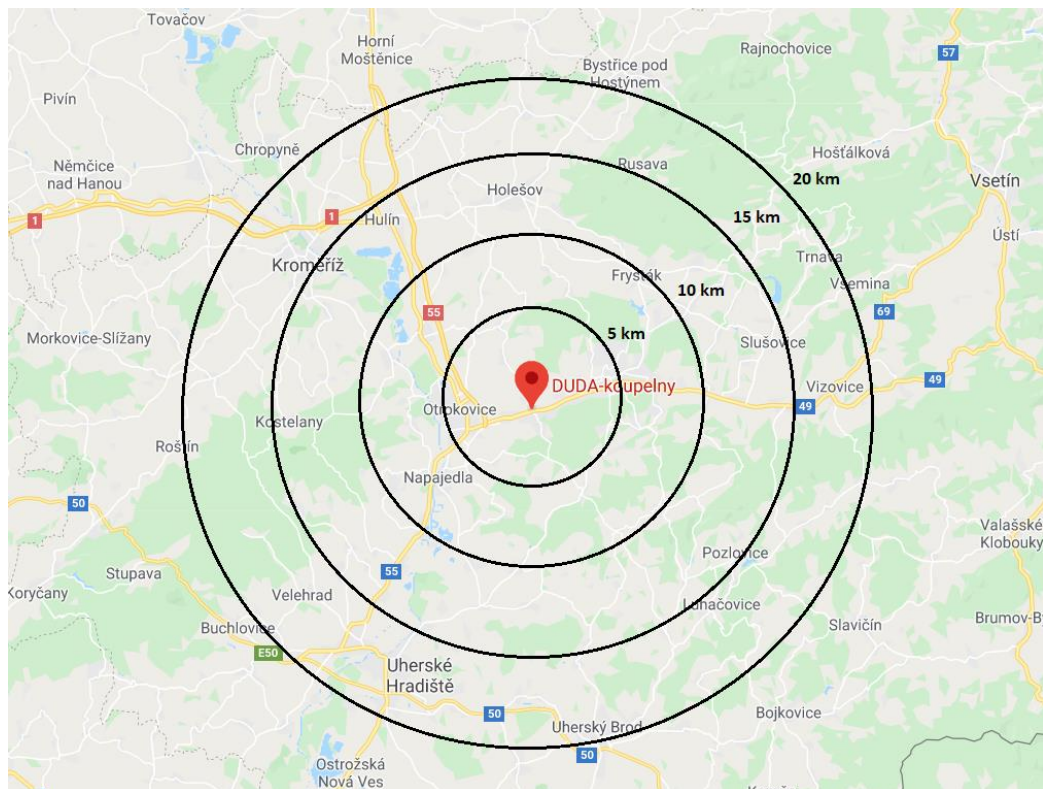 Tovačov
Horní
Moštěnice
Rajnochovice
57
Bystřice pod
Hostýnem
Pivín
Chropyně
Hošťálková
Němčice
nad Hanou
Rusava
20 km
Vsetín
Holešov
1
1
Hulín
15 km
Ústí
Kroměříž
Trnava
Fryšták
Všemina
10 km
55
69
Morkovice-Slížany
5 km
Slušovice
49
DUDA-koupelny
Vizovice
Otrokovice
49
Kostelany
Roštín
Napajedla
50
Valašské
Klobouky
Pozlovice
Stupava
55
Koryčany
Velehrad
Luhačovice
Slavičín
Brumov-By
Buchlovice
E50
Uherské
Hradiště
50
Bojkovice
Uherský Brod
50
Ostrožská
Nová Ves